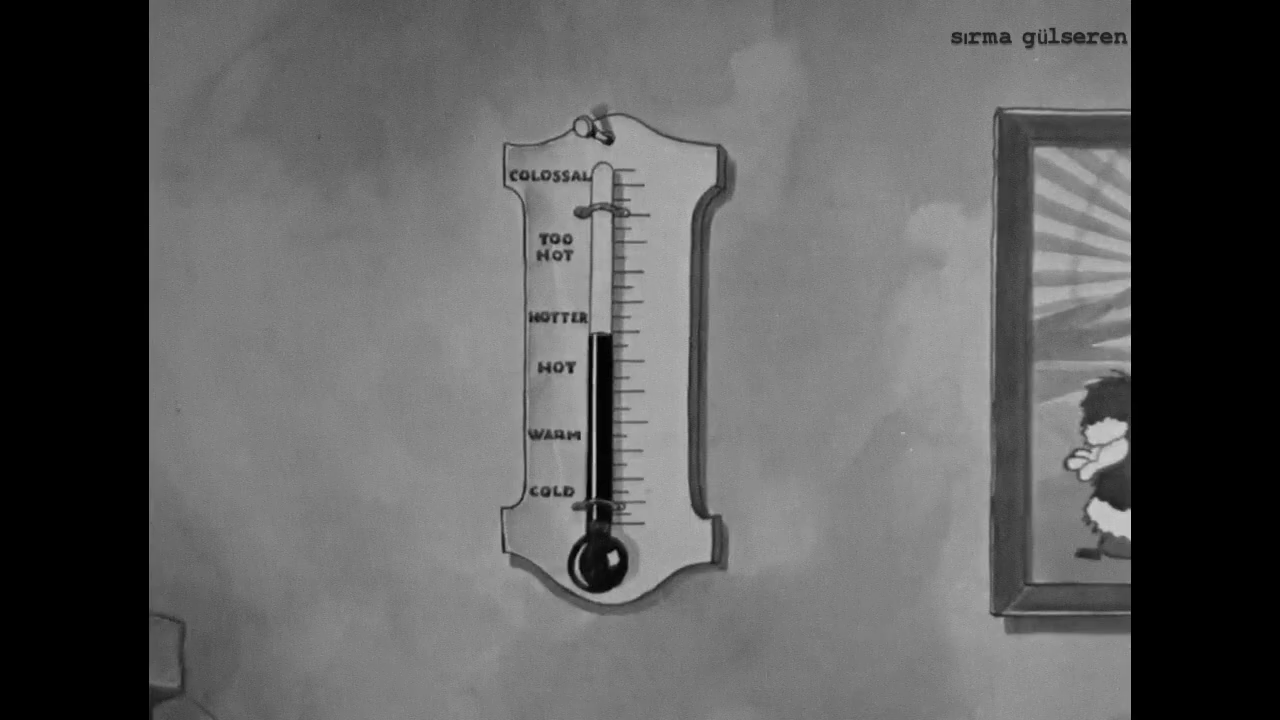 sırma gülseren
COLOSSAL
TOO
HOT
HOTTER
HOT
WARM
COLD